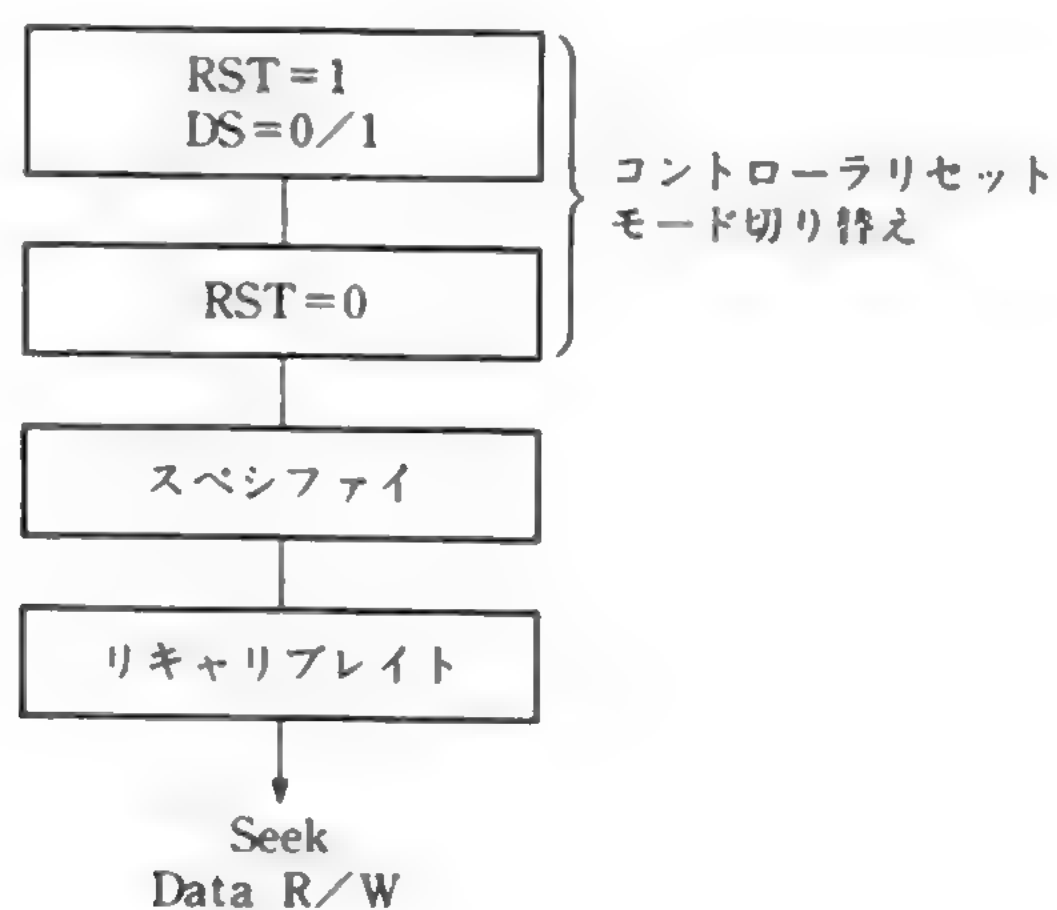 RST=1
DS=0/1
コントローラリセット
モード切り替え
RST=0
スペシファイ
リキャリブレイト
Seek
Data R/W